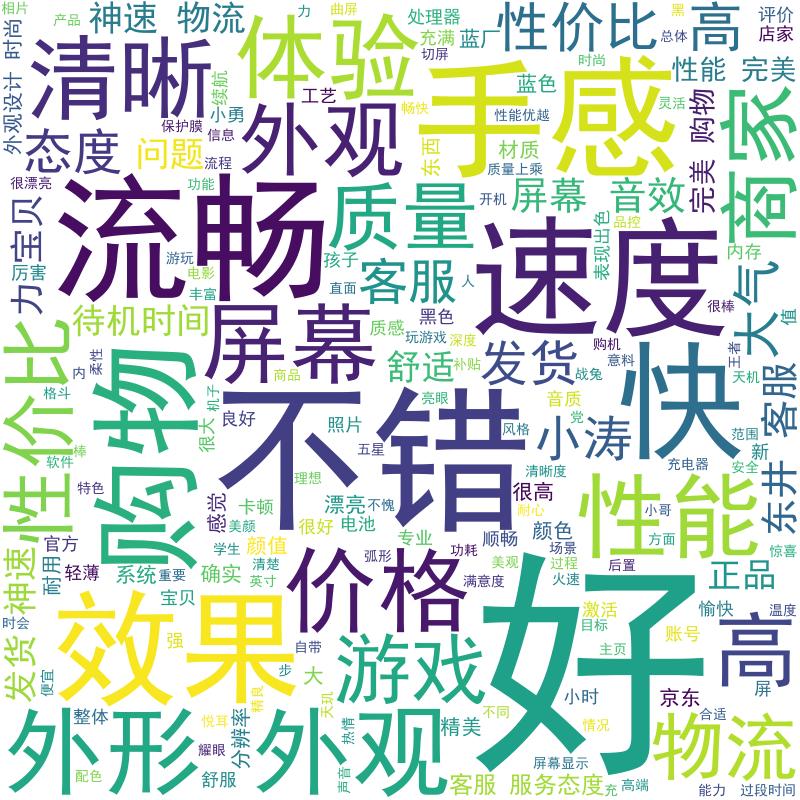 相片
时尚
产品
神速
物流
力
曲屏
处理器
性价比
高
黑
评价
总体
店家
清晰
体验
充满
蓝厂
切屏
时尚
性能
完美
外观设计
续航
手感
蓝色
灵活
小勇
工艺
畅快
性能优越
保护膜
信息
外观
购物
商家
态度
问题
流程
东西
材质
质量上乘
很漂亮
功能
流畅
质量
开机
屏幕
音效
完美
宝贝
表现出色
品控
速度
游玩
孩子
客服
内存
厉害
电影
直面
人
大气
力
丰富
待机时间
屏幕
质感
黑色
很棒
值
性价比
玩游戏
深度
购机
王者
内
柔性
购物
舒适
补贴
发货
意料
快
天机
商品
战兔
客服
格斗
机子
亮眼
不错
音质
党
良好
照片
风格
小涛
范围
新
很大
五星
软件
棒
清晰度
充电器
安全
东井
特色
理想
很高
性能
感觉
卡顿
漂亮
不愧
耐心
小哥
美颜
很好
电池
颜色
官方
学生
颜值
专业
顺畅
场景
方面
惊喜
神速
耐用
轻薄
系统
重要
确实
清楚
英寸
价格
弧形
功耗
美观
过程
后置
正品
满意度
火速
好
宝贝
效果
激活
愉快
温度
时会
目标
账号
高
发货
强
自带
游戏
主页
便宜
步
大
屏
外形
整体
悦耳
精良
天玑
外观
精美
不同
小时
京东
合适
分辨率
热情
情况
物流
耀眼
配色
舒服
声音
屏幕显示
客服
服务态度
充
高端
能力
过段时间